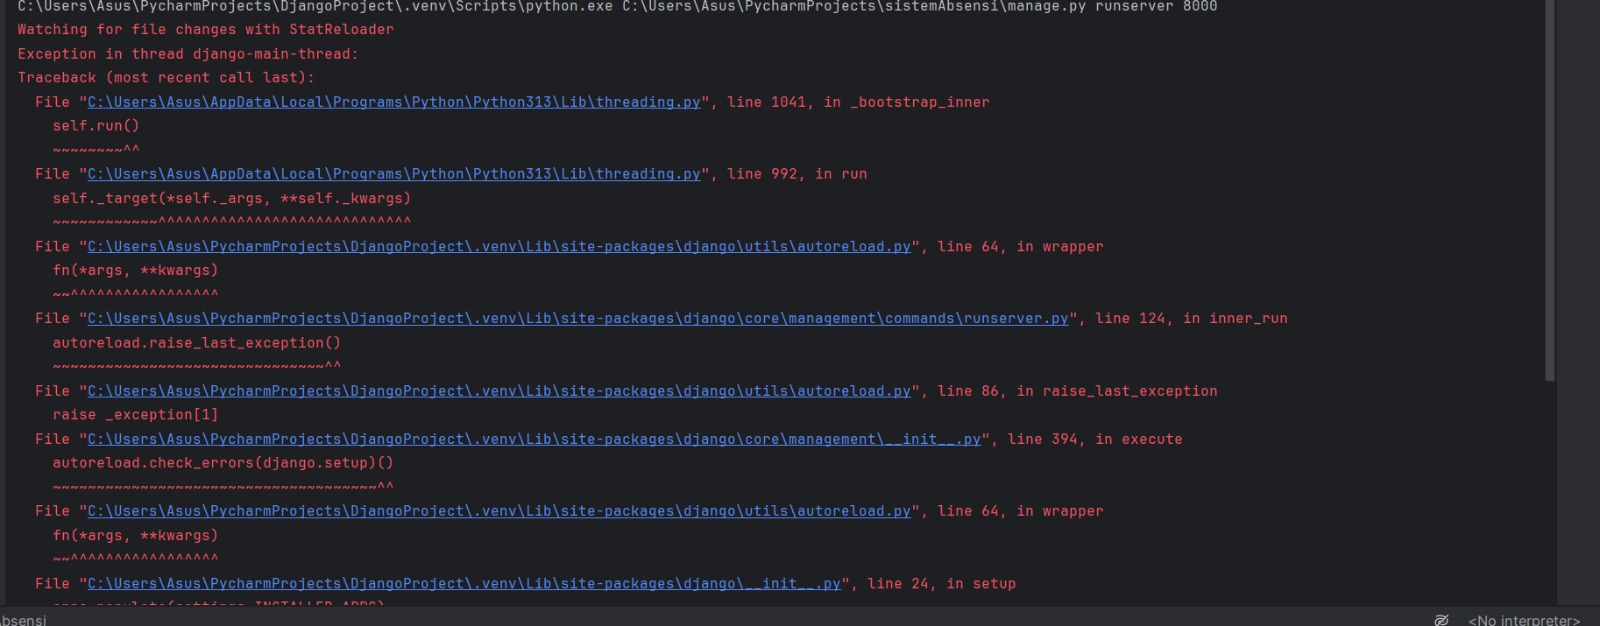 C:\Users\Asus\PycharmProjects\DjangoProject\.venv\Scripts\python.exe C:\Users\Asus\PycharmProjects\sistemAbsensi\manage.py runserver 8000
Watching for file changes with StatReloader
Exception in thread django-main-thread:
Traceback (most recent call last):
  File "C:\Users\Asus\AppData\Local\Programs\Python\Python313\Lib\threading.py", line 1041, in _bootstrap_inner
    self.run()
    ~~~~~~~~^^
  File "C:\Users\Asus\AppData\Local\Programs\Python\Python313\Lib\threading.py", line 992, in run
    self._target(*self._args, **self._kwargs)
    ~~~~~~~~~~~~^^^^^^^^^^^^^^^^^^^^^^^^^^^^^
  File "C:\Users\Asus\PycharmProjects\DjangoProject\.venv\Lib\site-packages\django\utils\autoreload.py", line 64, in wrapper
    fn(*args, **kwargs)
    ~~^^^^^^^^^^^^^^^^^
  File "C:\Users\Asus\PycharmProjects\DjangoProject\.venv\Lib\site-packages\django\core\management\commands\runserver.py", line 124, in inner_run
    autoreload.raise_last_exception()
    ~~~~~~~~~~~~~~~~~~~~~~~~~~~~~~~^^
  File "C:\Users\Asus\PycharmProjects\DjangoProject\.venv\Lib\site-packages\django\utils\autoreload.py", line 86, in raise_last_exception
    raise _exception[1]
  File "C:\Users\Asus\PycharmProjects\DjangoProject\.venv\Lib\site-packages\django\core\management\__init__.py", line 394, in execute
    autoreload.check_errors(django.setup)()
    ~~~~~~~~~~~~~~~~~~~~~~~~~~~~~~~~~~~~~^^
  File "C:\Users\Asus\PycharmProjects\DjangoProject\.venv\Lib\site-packages\django\utils\autoreload.py", line 64, in wrapper
    fn(*args, **kwargs)
    ~~^^^^^^^^^^^^^^^^^
  File "C:\Users\Asus\PycharmProjects\DjangoProject\.venv\Lib\site-packages\django\__init__.py", line 24, in setup
    apps.populate(settings.INSTALLED_APPS)
Absensi
<No interpreter>